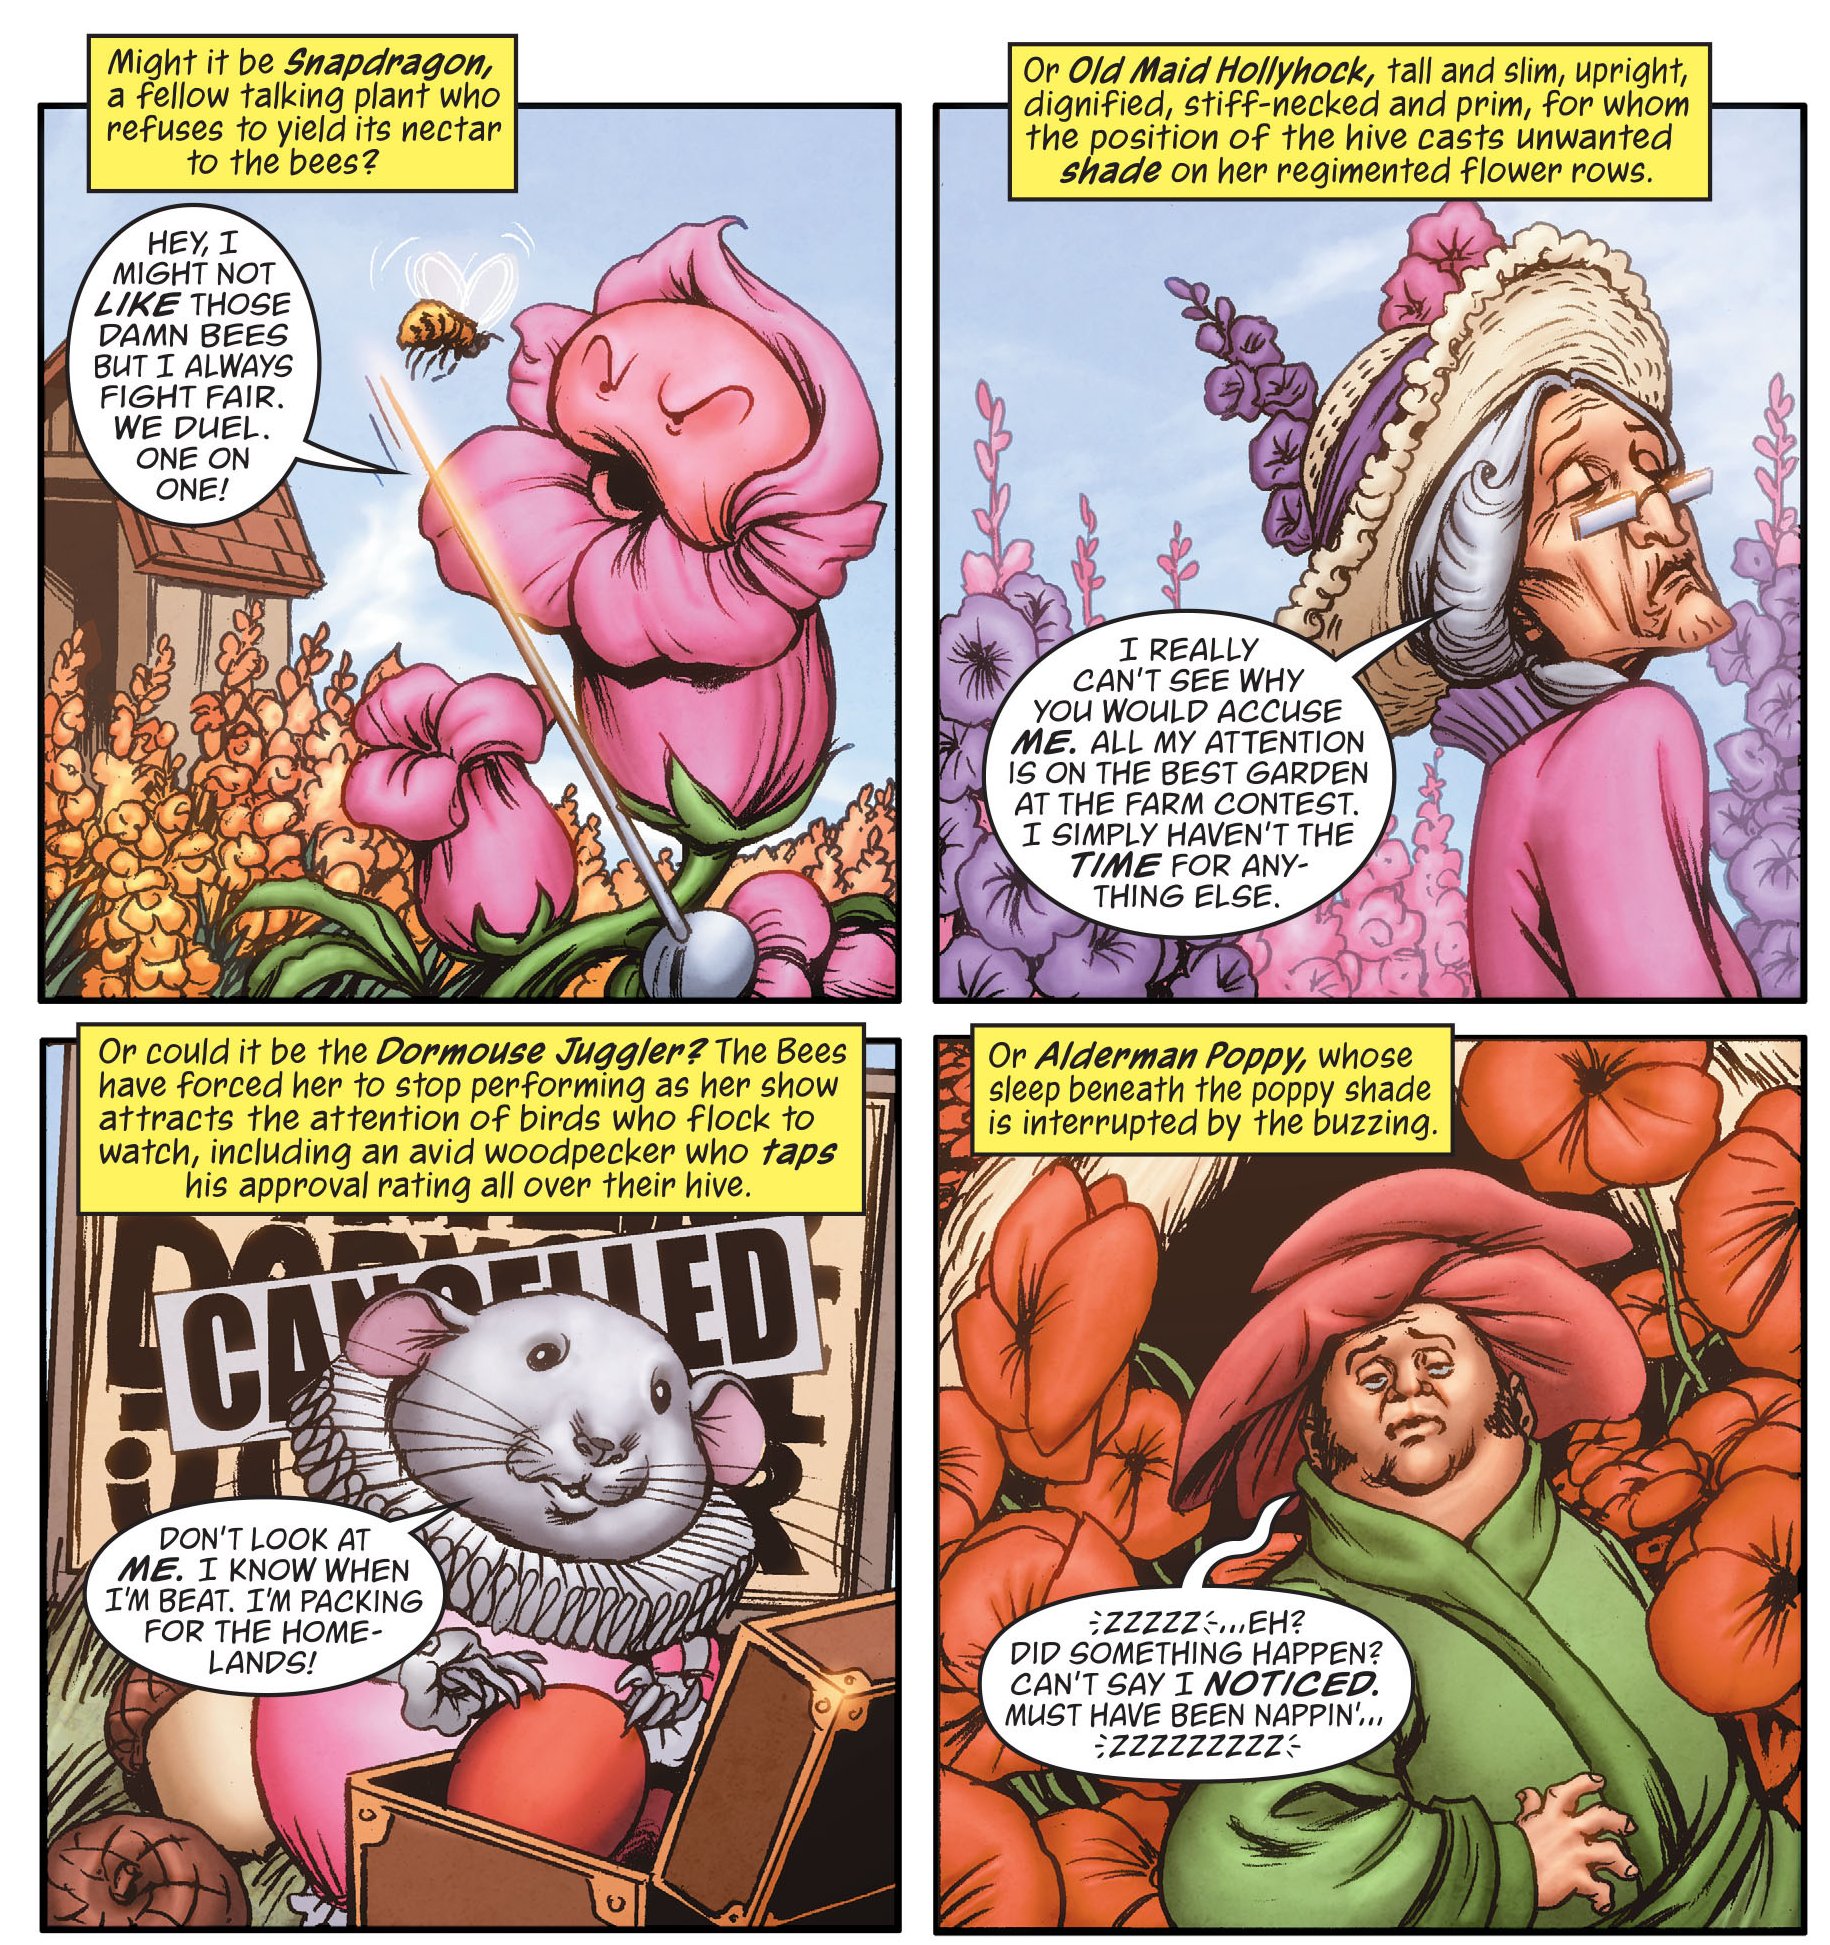 Might it be Snapdragon,
a fellow talking plant who
refuses to yield its nectar
to the bees?
HEY, I
MIGHT NOT
LIKE THOSE
DAMN BEES
BUT I ALWAYS
FIGHT FAIR.
WE DUEL.
ONE ON
ONE!
Or Old Maid Hollyhock, tall and slim, upright,
dignified, stiff-necked and prim, for whom
the position of the hive casts unwanted
shade on her regimented flower rows.
I REALLY
CAN'T SEE WHY
YOU WOULD ACCUSE
ME. ALL MY ATTENTION
IS ON THE BEST GARDEN
AT THE FARM CONTEST.
I SIMPLY HAVEN'T THE
TIME FOR ANY-
THING ELSE.
Or could it be the Dormouse Juggler? The Bees
have forced her to stop performing as her show
attracts the attention of birds who flock to
watch, including an avid woodpecker who taps
his approval rating all over their hive.
CANCELLED
DON'T LOOK AT
ME. I KNOW WHEN
I'M BEAT. I'M PACKING
FOR THE HOME-
LANDS!
Or Alderman Poppy, whose
sleep beneath the poppy shade
is interrupted by the buzzing.
ZZZZZ...EH?
DID SOMETHING HAPPEN?
CAN'T SAY I NOTICED.
MUST HAVE BEEN NAPPIN'...
ZZZZZZZZZ